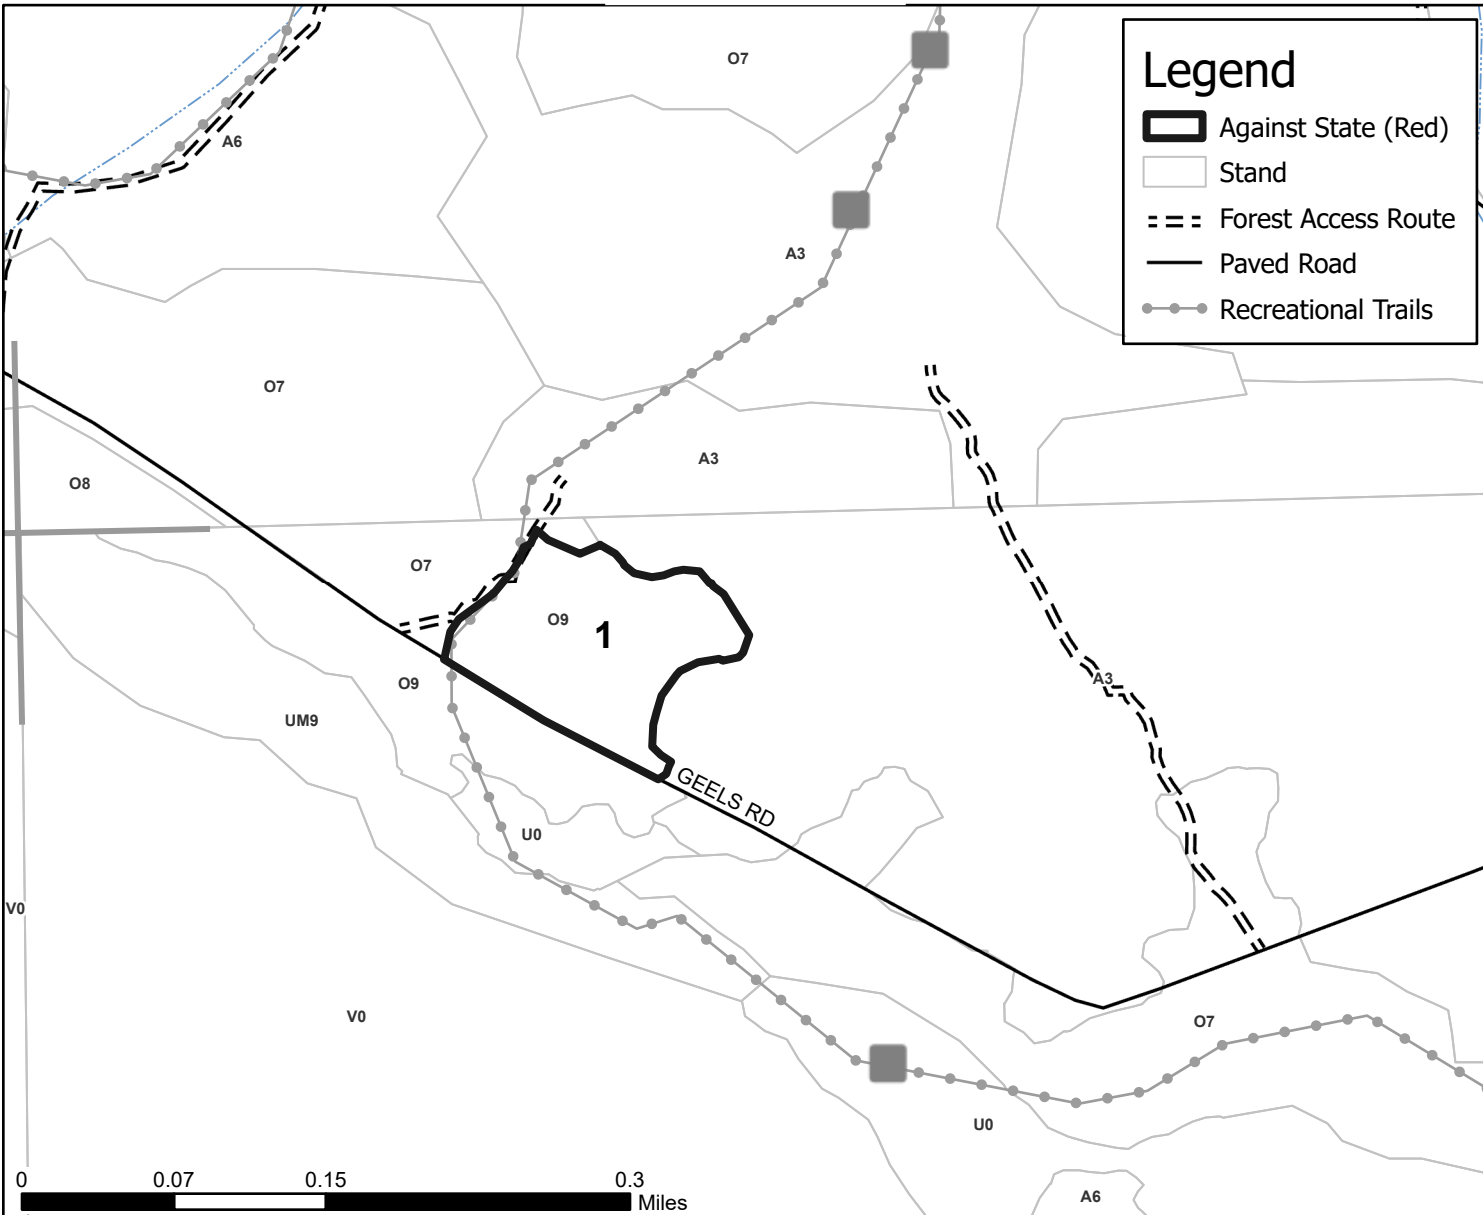 O7
Legend
Against State (Red)
Stand
Forest Access Route
Paved Road
Recreational Trails
A6
A3
O7
A3
O8
O7
O9
1
O9
A3
UM9
GEELS RD
U0
V0
V0
O7
U0
A6
0 0.07 0.15 0.3
Miles